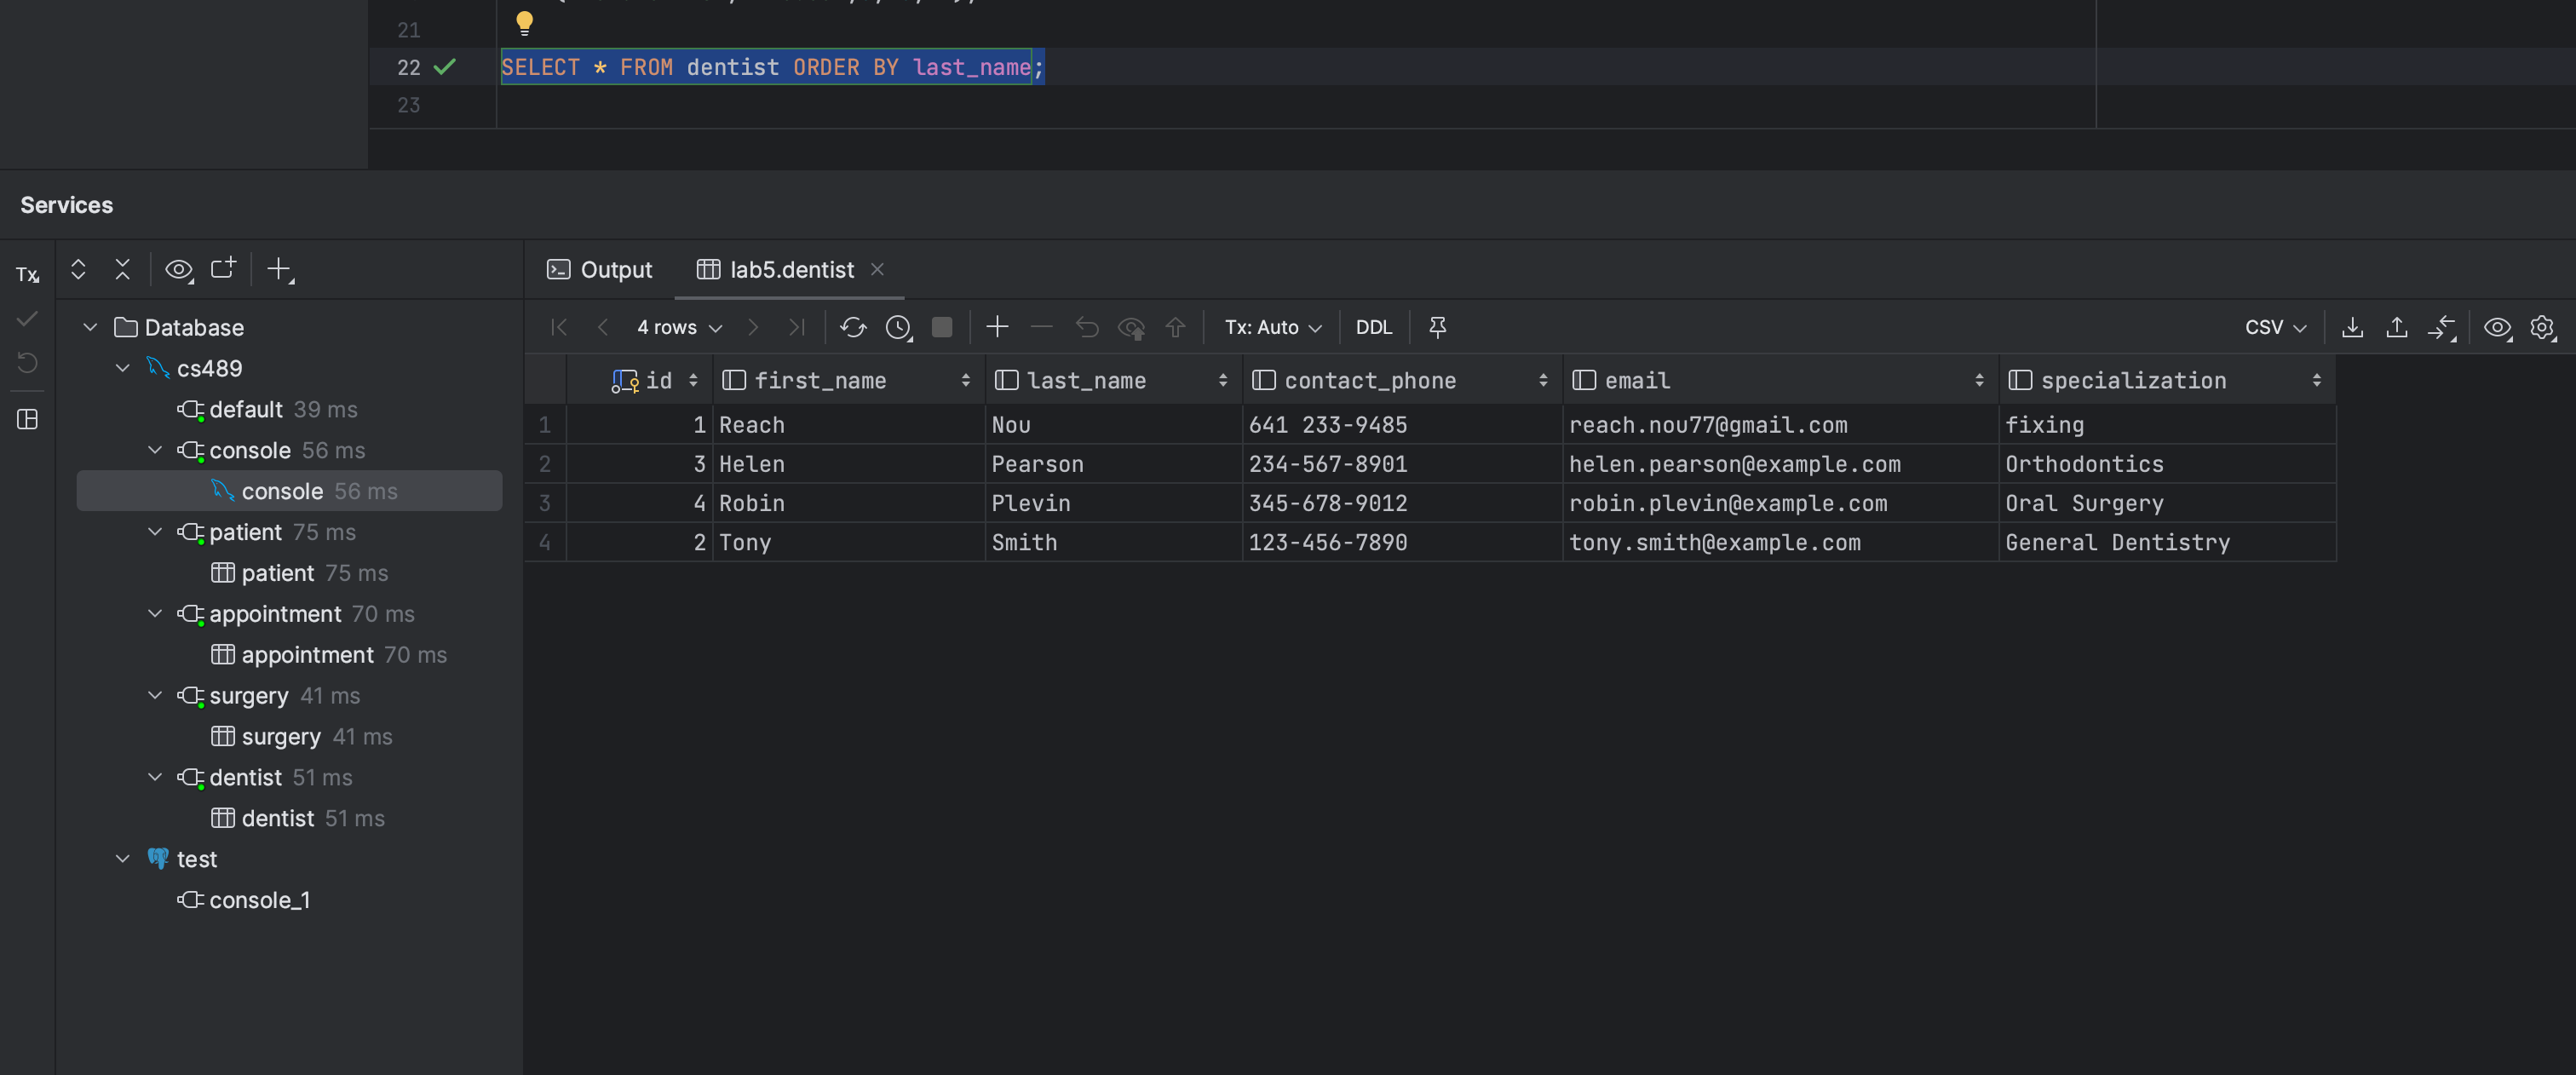 21
22 SELECT * FROM dentist ORDER BY last_name;
23
Services
Tx
Output lab5.dentist
4 rows Tx: Auto DDL CSV
Database
cs489
default 39 ms
console 56 ms
console 56 ms
patient 75 ms
patient 75 ms
appointment 70 ms
appointment 70 ms
surgery 41 ms
surgery 41 ms
dentist 51 ms
dentist 51 ms
test
console_1
id first_name last_name contact_phone email specialization
1 1 Reach Nou 641 233-9485 reach.nou77@gmail.com fixing
2 3 Helen Pearson 234-567-8901 helen.pearson@example.com Orthodontics
3 4 Robin Plevin 345-678-9012 robin.plevin@example.com Oral Surgery
4 2 Tony Smith 123-456-7890 tony.smith@example.com General Dentistry